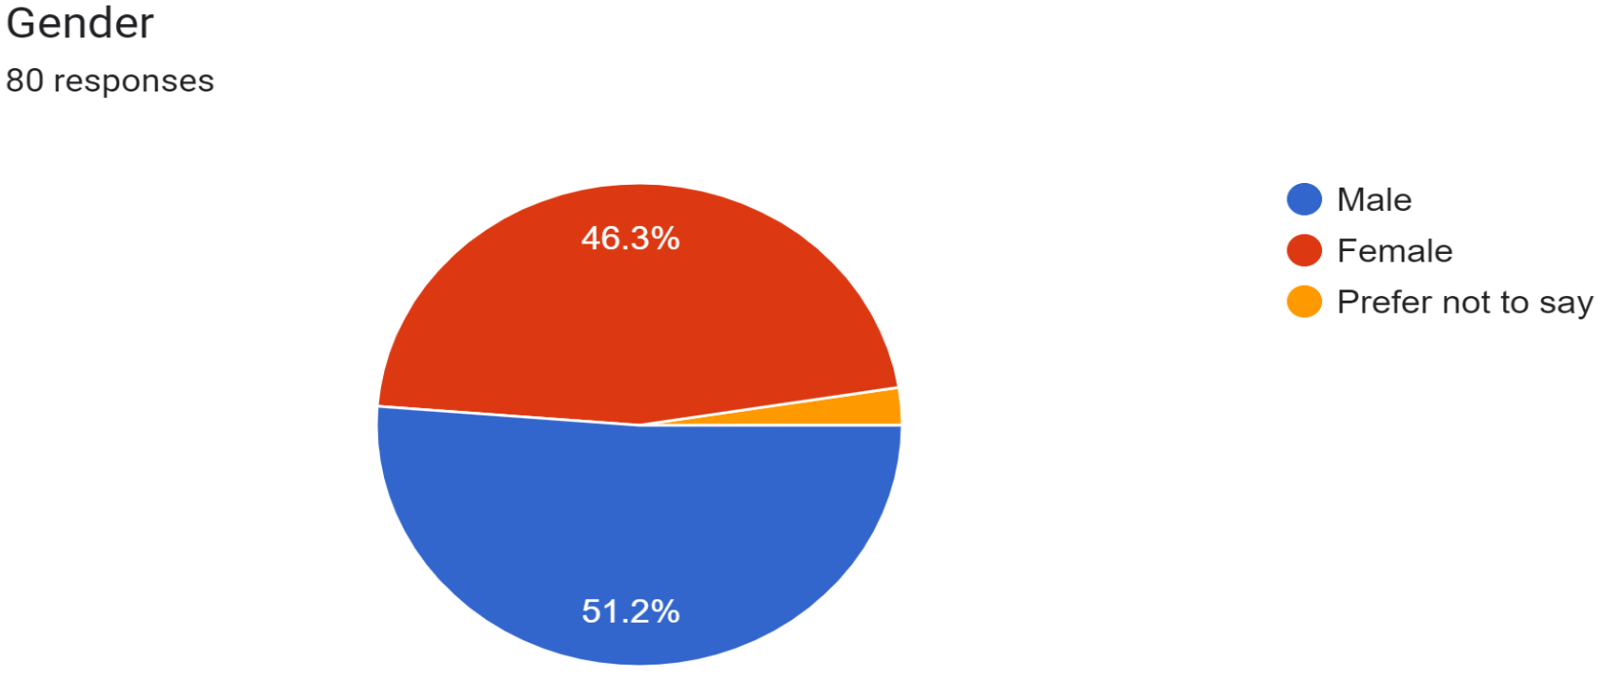 Gender
80 responses
46.3%
51.2%
Male
Female
Prefer not to say